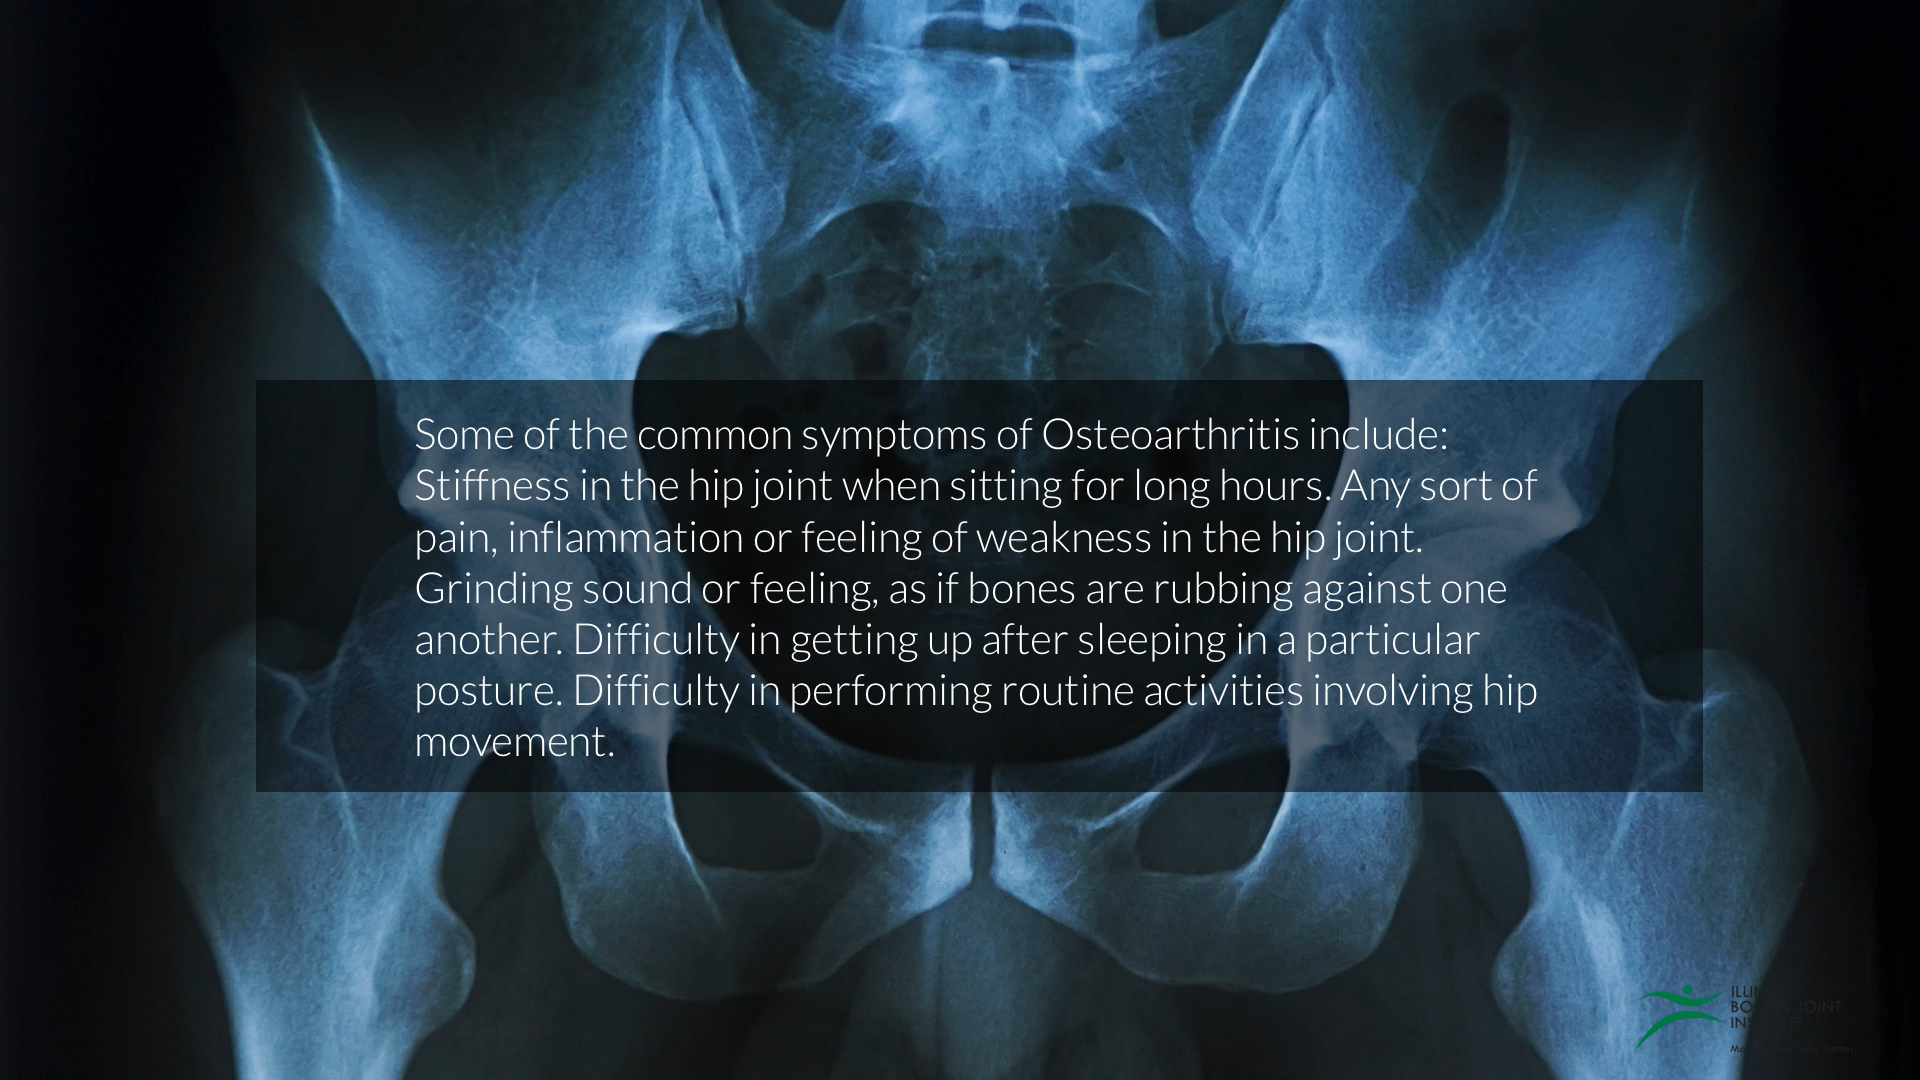 Some of the common symptoms of Osteoarthritis include:
Stiffness in the hip joint when sitting for long hours. Any sort of
pain, inflammation or feeling of weakness in the hip joint.
Grinding sound or feeling, as if bones are rubbing against one
another. Difficulty in getting up after sleeping in a particular
posture. Difficulty in performing routine activities involving hip
movement.
JOINT